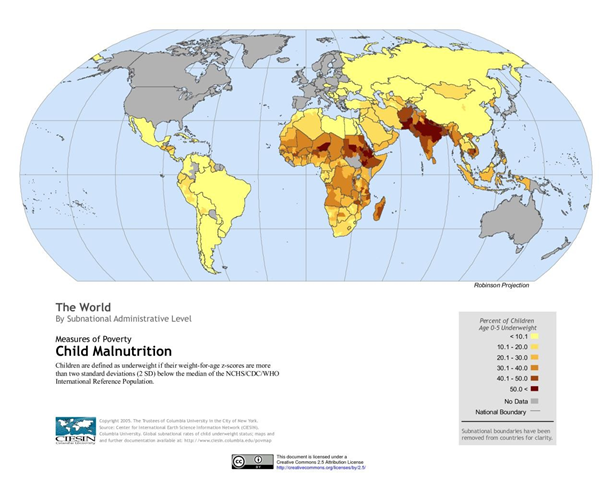 Robinson Projection
The World
By Subnational Administrative Level
Measures of Poverty
Child Malnutrition
Children are defined as underweight if their weight-for-age z-scores are more
than two standard deviations (2 SD) below the median of the NCHS/CDC/WHO
International Reference Population.
Percent of Children
Age 0-5 Underweight
< 10.1
10.1 - 20.0
20.1 - 30.0
30.1 - 40.0
40.1 - 50.0
50.0 <
No Data
National Boundary
Subnational boundaries have been
removed from countries for clarity.
CIESIN
Copyright 2005. The Trustees of Columbia University in the City of New York.
Source: Center for International Earth Science Information Network (CIESIN),
Columbia University. Global subnational rates of child underweight status; maps and
and further documentation available at: http://www.ciesin.columbia.edu/povmap
cc
BY
This document is licensed under a
Creative Commons 2.5 Attribution License
http://creativecommons.org/licenses/by/2.5/